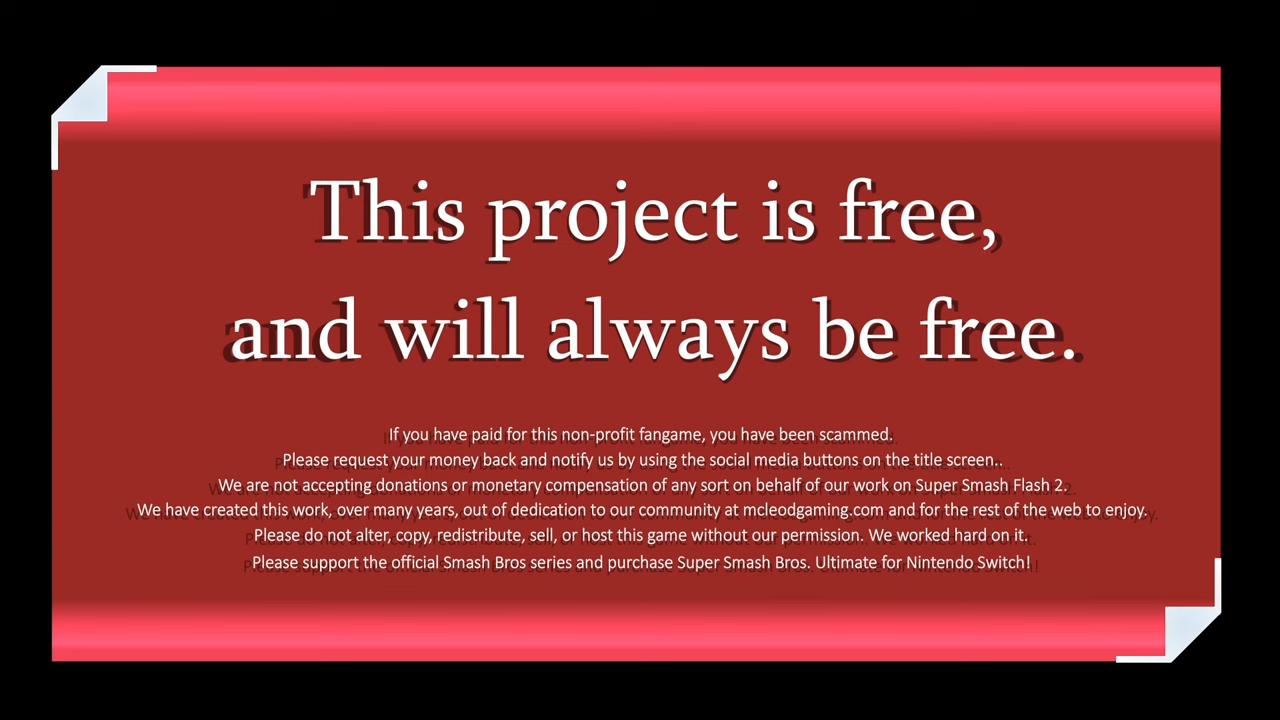 This project is free,
and will always be free.
If you have paid for this non-profit fangame, you have been scammed.
Please request your money back and notify us by using the social media buttons on the title screen..
We are not accepting donations or monetary compensation of any sort on behalf of our work on Super Smash Flash 2.
We have created this work, over many years, out of dedication to our community at mcleodgaming.com and for the rest of the web to enjoy.
Please do not alter, copy, redistribute, sell, or host this game without our permission. We worked hard on it.
Please support the official Smash Bros series and purchase Super Smash Bros. Ultimate for Nintendo Switch!